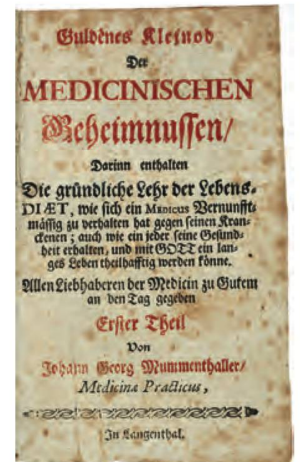 Guldenes Kleinod
Der
MEDICINISCHEN
Geheimnussen/
Darinn enthalten
Die gründliche Lehr der Lebens-
DIÆT, wie sich ein MEDICUS Vernunfft-
mässig zu verhalten hat gegen seinen Kran-
ckenen; auch wie ein jeder seine Gesund-
heit erhalten, und mit GOTT ein lan-
ges Leben theilhafftig werden könne.
Allen Liebhaberen der Medicin zu Gutem
an den Tag gegeben
Erster Theil
Von
Johann Georg Mummenthaller/
Medicinæ Practicus,
In Langenthal.